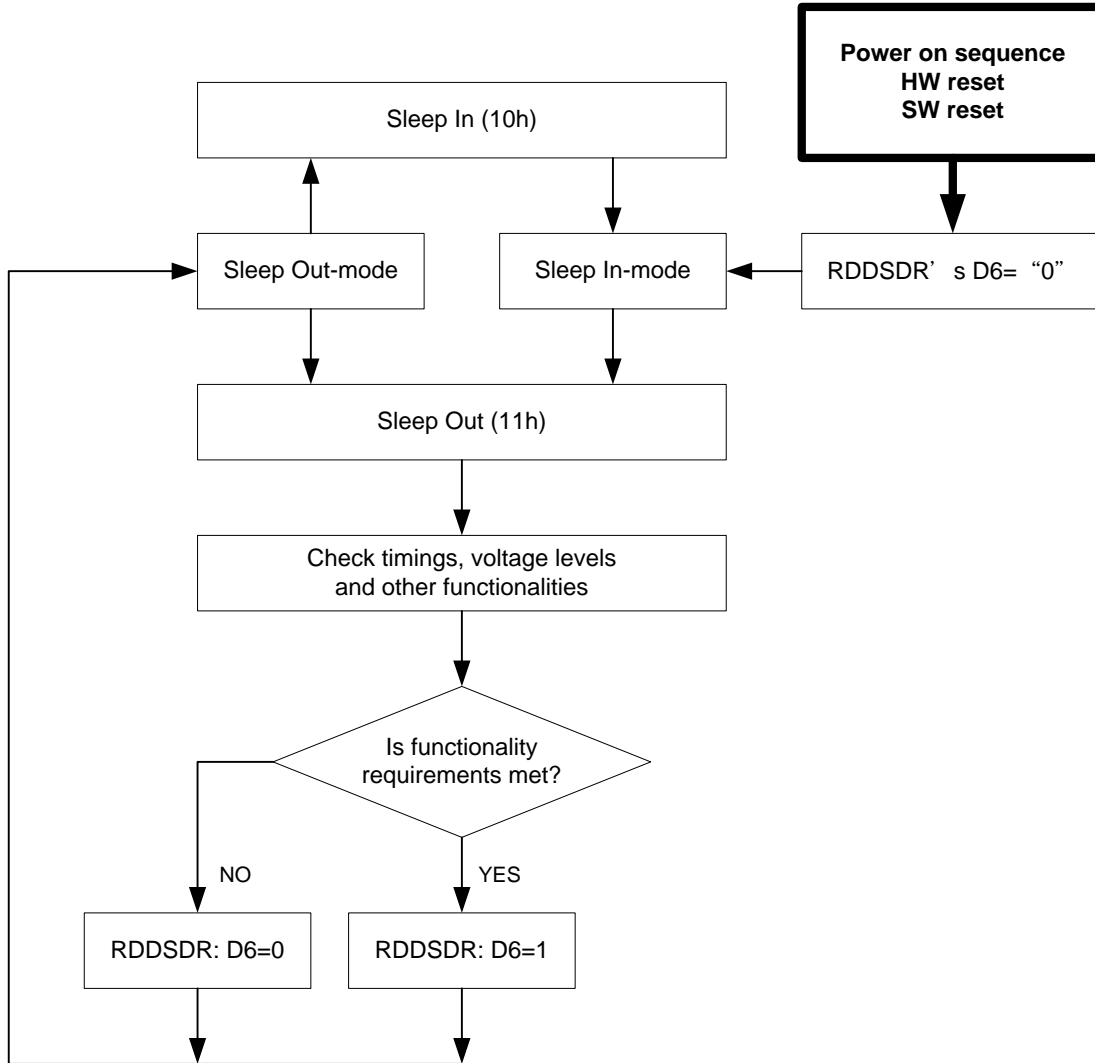 Power on sequence
HW reset
SW reset
Sleep In (10h)
Sleep Out-mode
Sleep In-mode
RDDSDR’ s D6= “0”
Sleep Out (11h)
Check timings, voltage levels
and other functionalities
Is functionality
requirements met?
NO
YES
RDDSDR: D6=0
RDDSDR: D6=1